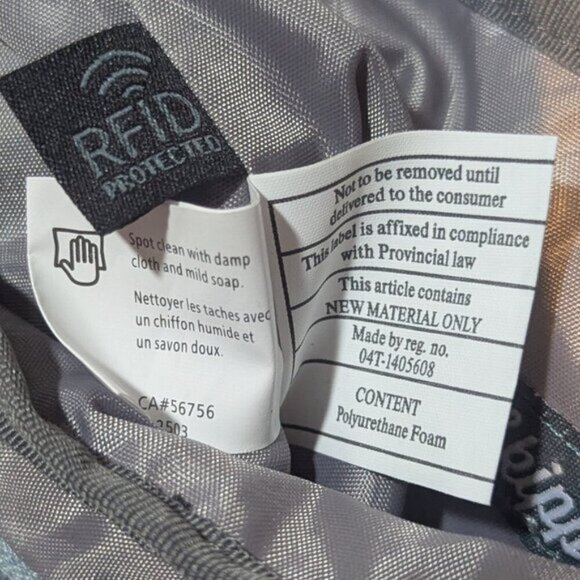 RFID
PROTECTED
Spot clean with damp
cloth and mild soap.
Nettoyer les taches avec
un chiffon humide et
un savon doux.
CA#56756
2503
Not to be removed until
delivered to the consumer
This label is affixed in compliance
with Provincial law
This article contains
NEW MATERIAL ONLY
Made by reg. no.
04T-1405608
CONTENT
Polyurethane Foam